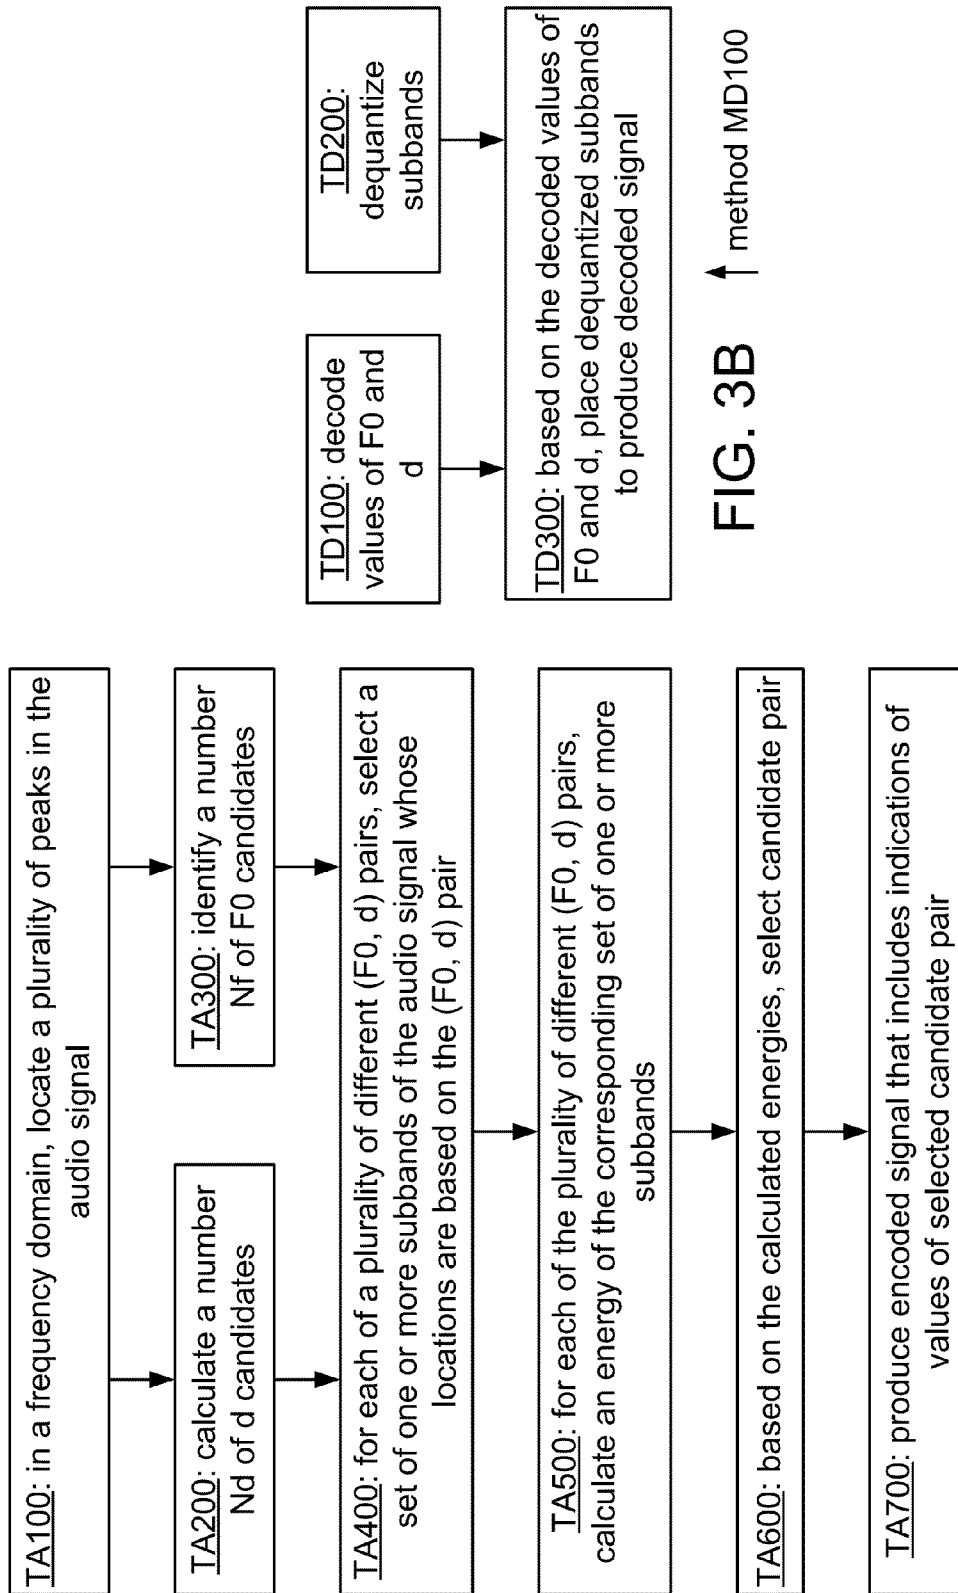 TA100: in a frequency domain, locate a plurality of peaks in the
audio signal
TA200: calculate a number
Nd of d candidates
TA300: identify a number
Nf of F0 candidates
TA400: for each of a plurality of different (F0, d) pairs, select a
set of one or more subbands of the audio signal whose
locations are based on the (F0, d) pair
TA500: for each of the plurality of different (F0, d) pairs,
calculate an energy of the corresponding set of one or more
subbands
TA600: based on the calculated energies, select candidate pair
TA700: produce encoded signal that includes indications of
values of selected candidate pair
TD100: decode
values of F0 and
d
TD200:
dequantize
subbands
TD300: based on the decoded values of
F0 and d, place dequantized subbands
to produce decoded signal
FIG. 3B
method MD100